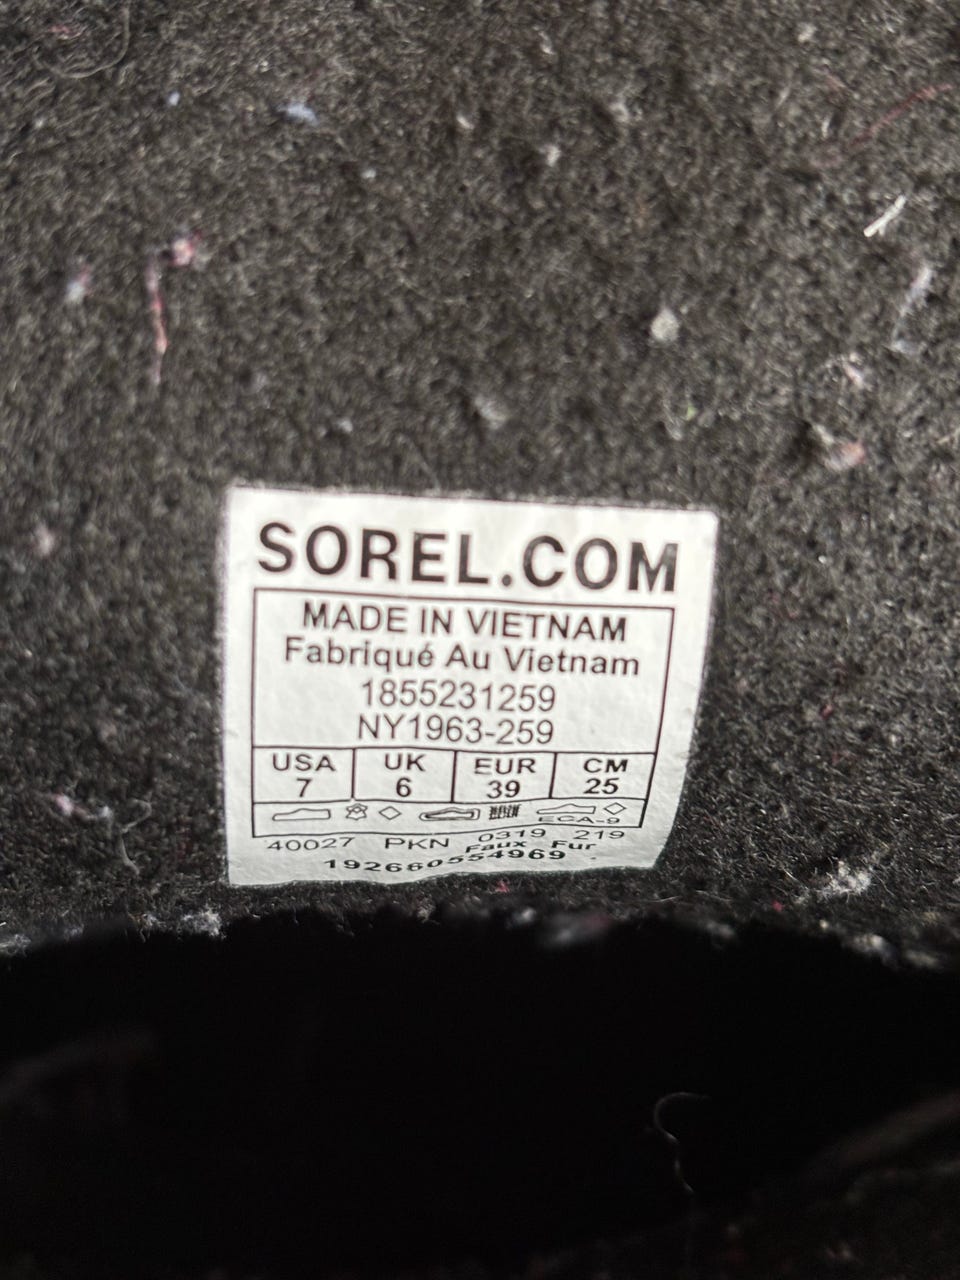 SOREL.COM
MADE IN VIETNAM
Fabriqué Au Vietnam
1855231259
NY1963-259
USA UK EUR CM
7 6 39 25
ECA-9
40027 PKN 0319 219
Faux Fur
192660554969